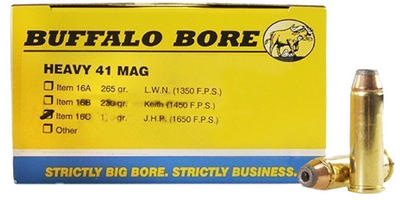 BUFFALO BORE
HEAVY 41 MAG
Item 16A 265 gr. L.W.N. (1350 F.P.S.)
Item 16B 230 gr. Keith (1450 F.P.S.)
Item 16C gr. J.H.P. (1650 F.P.S.)
Other
STRICTLY BIG BORE. STRICTLY BUSINESS.